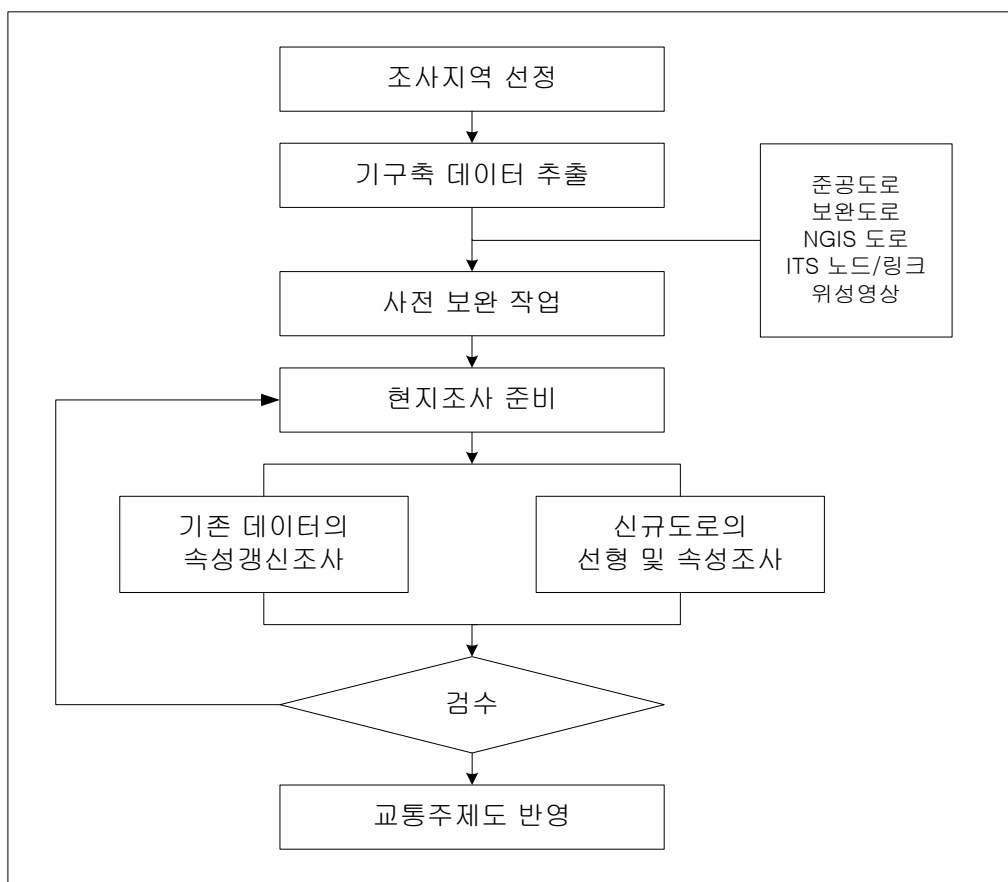 조사지역 선정
기구축 데이터 추출
준공도로
보완도로
NGIS 도로
ITS 노드/링크
위성영상
사전 보완 작업
현지조사 준비
기존 데이터의
속성갱신조사
신규도로의
선형 및 속성조사
검수
교통주제도 반영